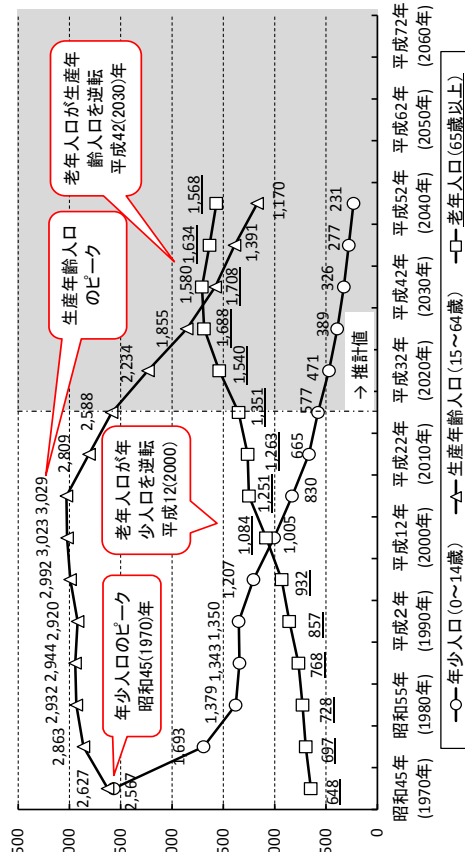 生産年齢人口
のピーク
老年人口が生産年
齢人口を逆転
平成42(2030)年
年少人口のピーク
昭和45(1970)年
老年人口が年
少人口を逆転
平成12(2000)
2,627
2,863
2,932
2,944
2,920
2,992
3,023
3,029
2,809
2,588
2,234
1,855
1,580
1,391
1,170
2,567
1,693
1,379
1,343
1,350
1,207
1,005
830
665
577
471
389
326
277
231
648
697
728
768
857
932
1,084
1,251
1,263
1,351
1,540
1,688
1,708
1,634
1,568
→ 推計値
500
000
500
000
500
000
500
0
昭和45年
(1970年)
昭和55年
(1980年)
平成2年
(1990年)
平成12年
(2000年)
平成22年
(2010年)
平成32年
(2020年)
平成42年
(2030年)
平成52年
(2040年)
平成62年
(2050年)
平成72年
(2060年)
年少人口(0～14歳)
生産年齢人口(15～64歳)
老年人口(65歳以上)